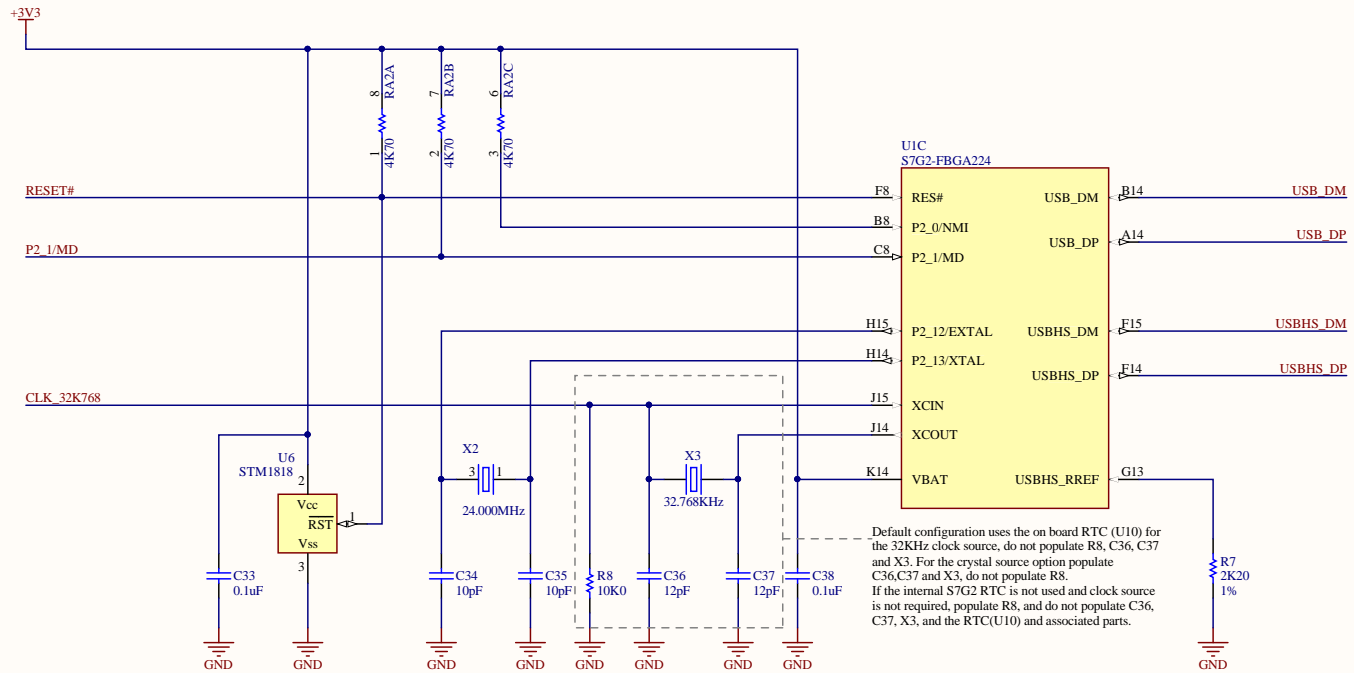 +3V3
8
RA2A
1
4K70
7
RA2B
2
4K70
6
RA2C
3
4K70
U1C
S7G2-FBGA224
RESET#
F8
RES#
USB_DM
B14
USB_DM
B8
P2_0/NMI
USB_DP
A14
USB_DP
P2_1/MD
C8
P2_1/MD
H15
P2_12/EXTAL
USBHS_DM
F15
USBHS_DM
H14
P2_13/XTAL
USBHS_DP
F14
USBHS_DP
CLK_32K768
J15
XCIN
J14
XCOUT
K14
VBAT
USBHS_RREF
G13
U6
STM1818
2
Vcc
RST
1
Vss
3
X2
3
1
24.000MHz
X3
32.768KHz
Default configuration uses the on board RTC (U10) for
the 32KHz clock source, do not populate R8, C36, C37
and X3. For the crystal source option populate
C36,C37 and X3, do not populate R8.
If the internal S7G2 RTC is not used and clock source
is not required, populate R8, and do not populate C36,
C37, X3, and the RTC(U10) and associated parts.
C33
0.1uF
C34
10pF
C35
10pF
R8
10K0
C36
12pF
C37
12pF
C38
0.1uF
R7
2K20
1%
GND
GND
GND
GND
GND
GND
GND
GND
GND